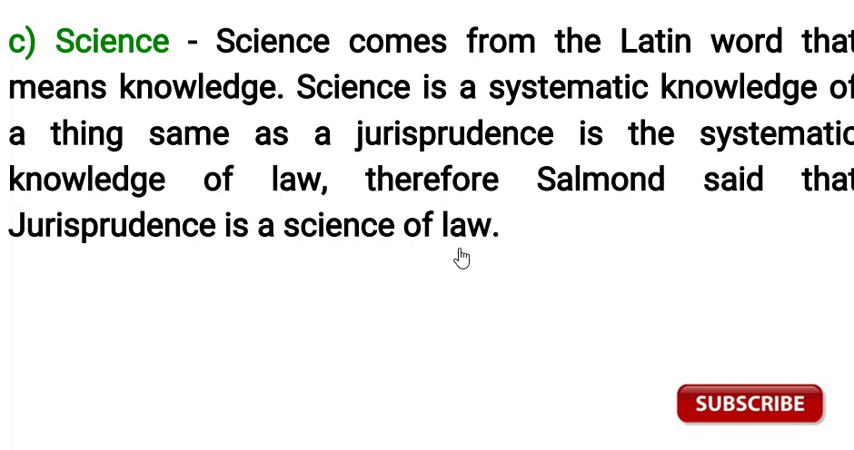 c) Science - Science comes from the Latin word that
means knowledge. Science is a systematic knowledge of
a thing same as a jurisprudence is the systematic
knowledge of law, therefore Salmond said that
Jurisprudence is a science of law.
SUBSCRIBE